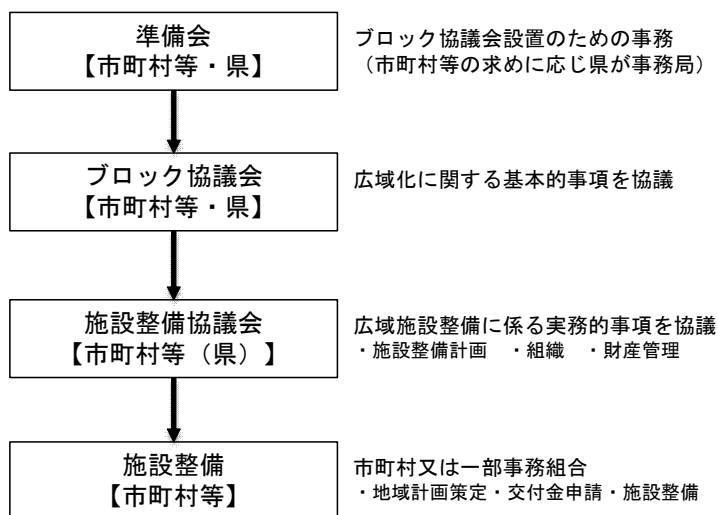 準備会
【市町村等・県】
ブロック協議会設置のための事務
（市町村等の求めに応じ県が事務局）
ブロック協議会
【市町村等・県】
広域化に関する基本的事項を協議
施設整備協議会
【市町村等（県）】
広域施設整備に係る実務的事項を協議
・施設整備計画　・組織　・財産管理
施設整備
【市町村等】
市町村又は一部事務組合
・地域計画策定・交付金申請・施設整備